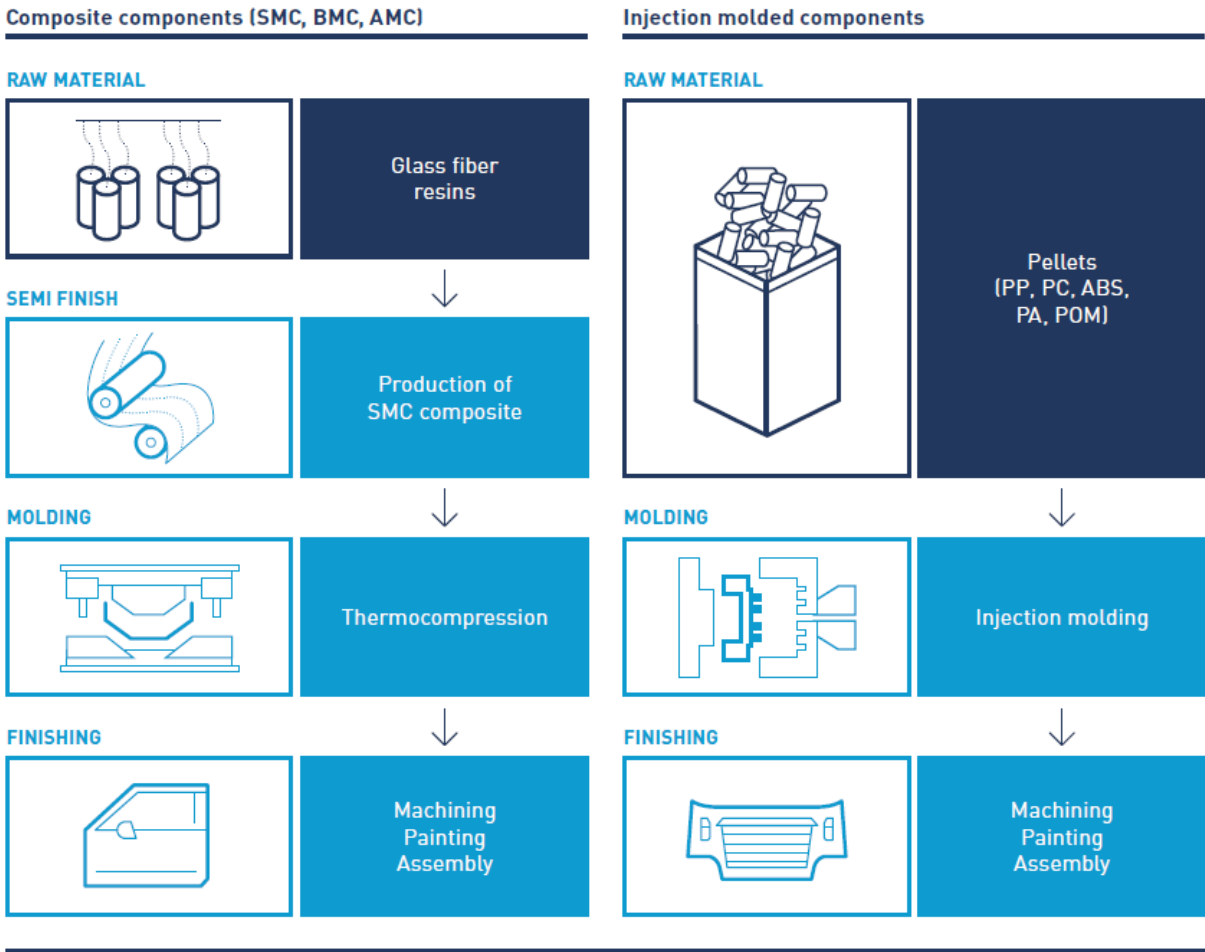 Composite components (SMC, BMC, AMC)
RAW MATERIAL
Glass fiber
resins
SEMI FINISH
Production of
SMC composite
MOLDING
Thermocompression
FINISHING
Machining
Painting
Assembly
Injection molded components
RAW MATERIAL
Pellets
(PP, PC, ABS,
PA, POM)
MOLDING
Injection molding
FINISHING
Machining
Painting
Assembly